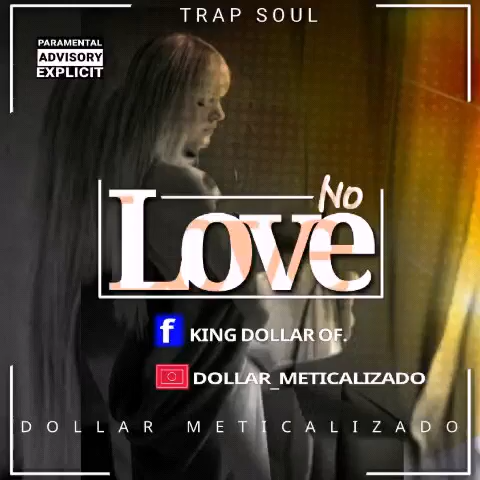 TRAP SOUL
PARAMENTAL
ADVISORY
EXPLICIT
No
Love
f KING DOLLAR OF.
DOLLAR_METICALIZADO
DOLLAR METICALIZADO